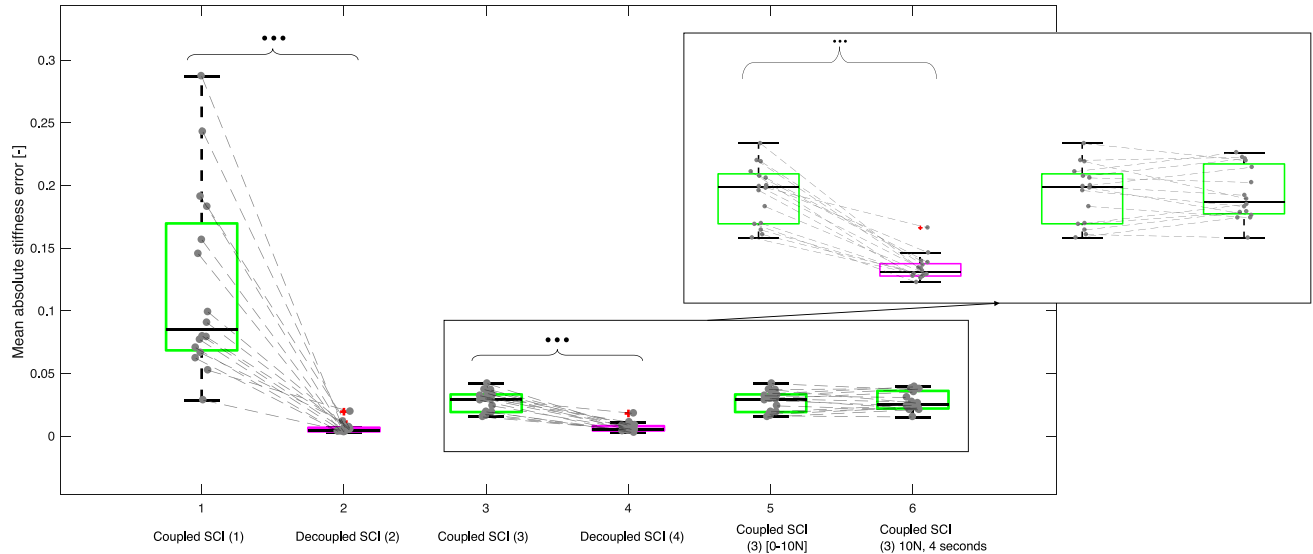 Mean absolute stiffness error [-]
0.3
0.25
0.2
0.15
0.1
0.05
0
1 2 3 4 5 6
Coupled SCI (1)
Decoupled SCI (2)
Coupled SCI (3)
Decoupled SCI (4)
Coupled SCI
(3) [0-10N]
Coupled SCI
(3) 10N, 4 seconds